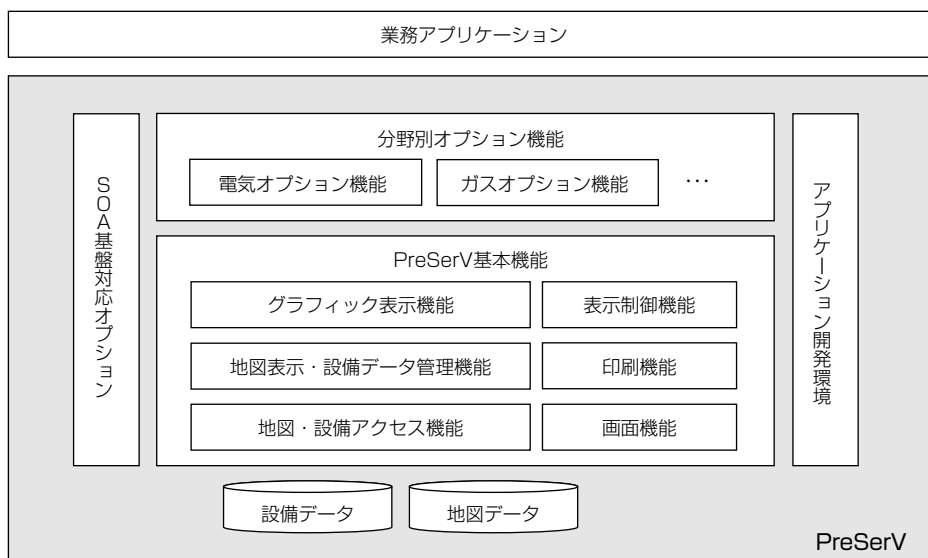 業務アプリケーション
SOA基盤対応オプション
分野別オプション機能
電気オプション機能
ガスオプション機能
…
PreSerV基本機能
グラフィック表示機能
表示制御機能
地図表示・設備データ管理機能
印刷機能
地図・設備アクセス機能
画面機能
アプリケーション開発環境
設備データ
地図データ
PreSerV